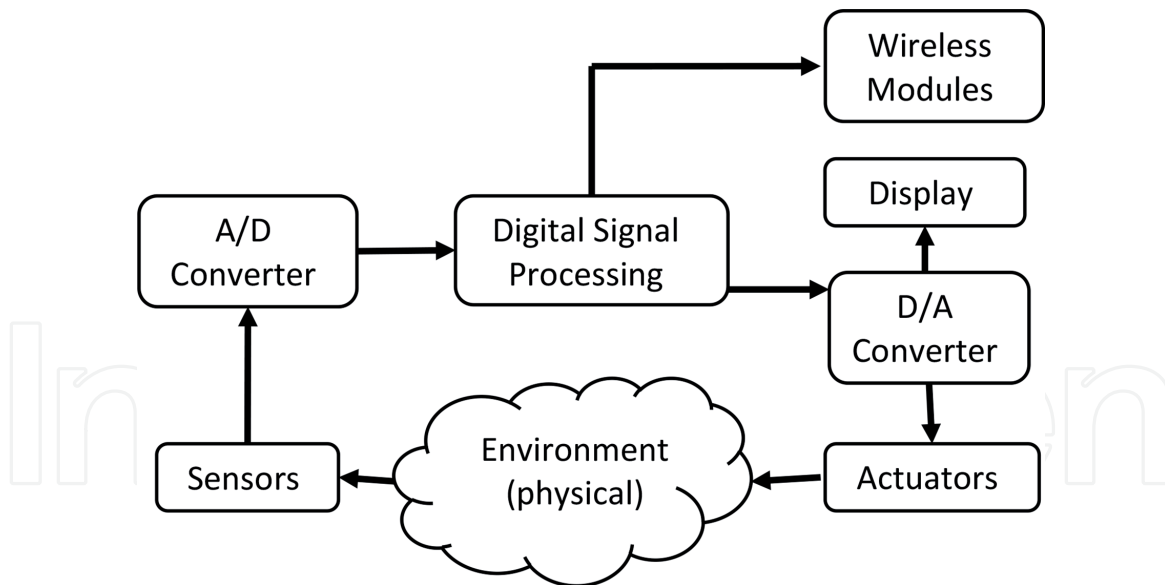 Wireless
Modules
Display
A/D
Converter
Digital Signal
Processing
D/A
Converter
Environment
(physical)
Sensors
Actuators